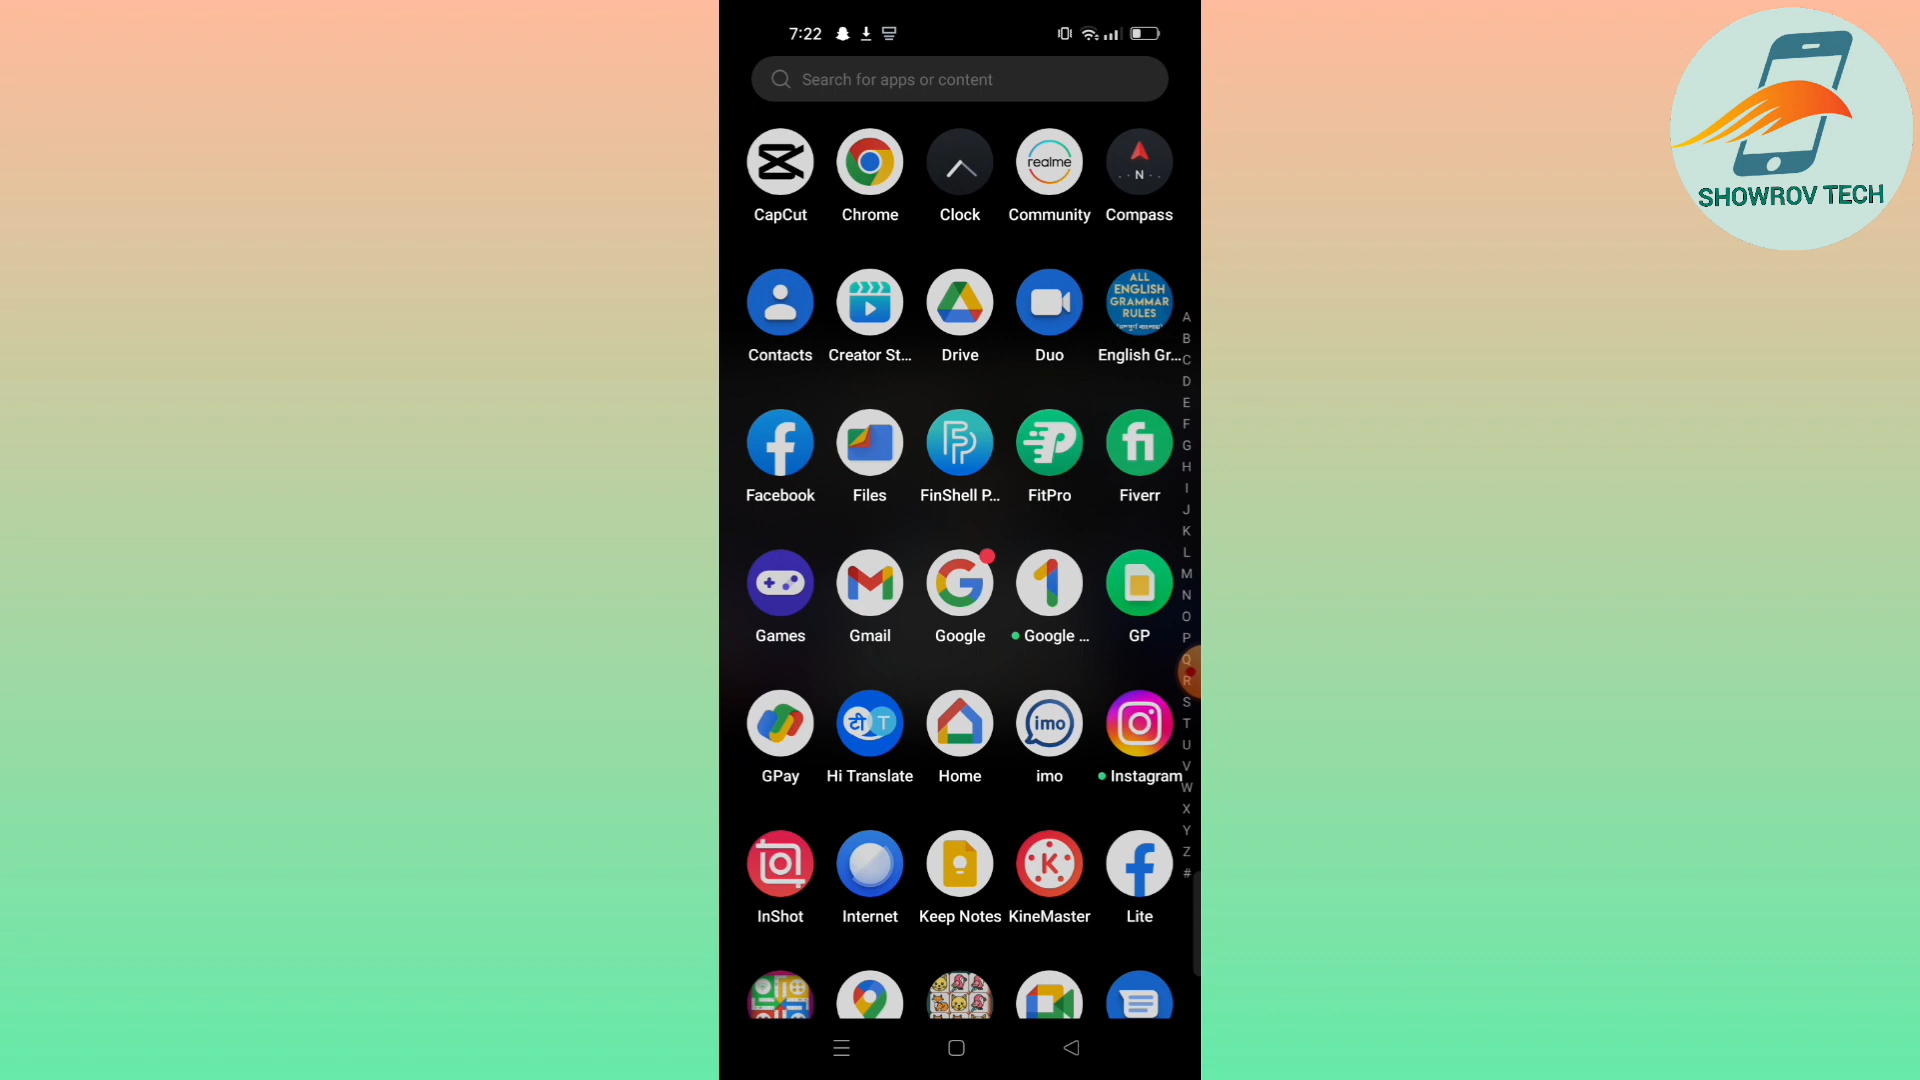 7:22
Search for apps or content
SHOWROV TECH
realme
N
CapCut Chrome Clock Community Compass
ALL
ENGLISH
GRAMMAR
RULES
Contacts Creator St... Drive Duo English Gr...
Facebook Files FinShell P... FitPro Fiverr
Games Gmail Google Google ... GP
टी T
imo
GPay Hi Translate Home imo Instagram
K
InShot Internet Keep Notes KineMaster Lite
A
B
C
D
E
F
G
H
I
J
K
L
M
N
O
P
Q
R
S
T
U
V
W
X
Y
Z
#